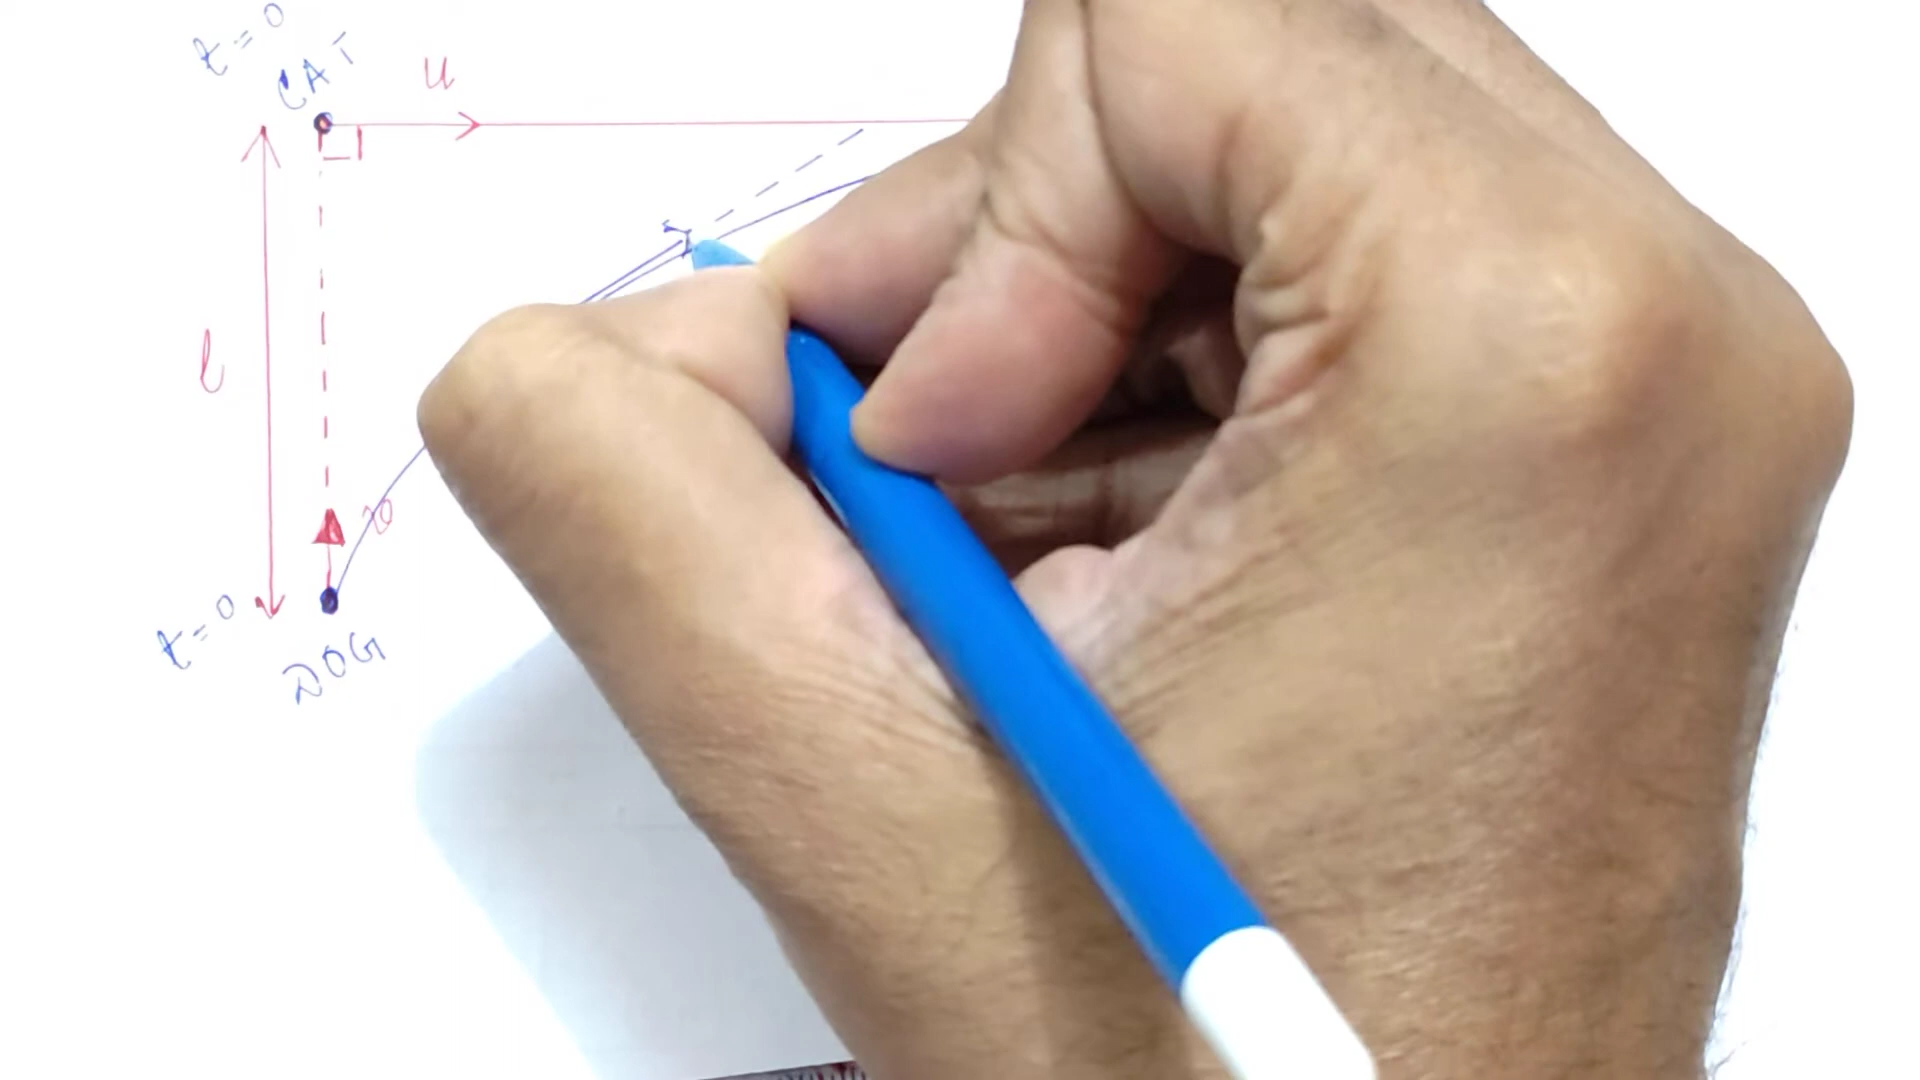 t = 0
CAT
u
l
t = 0
DOG